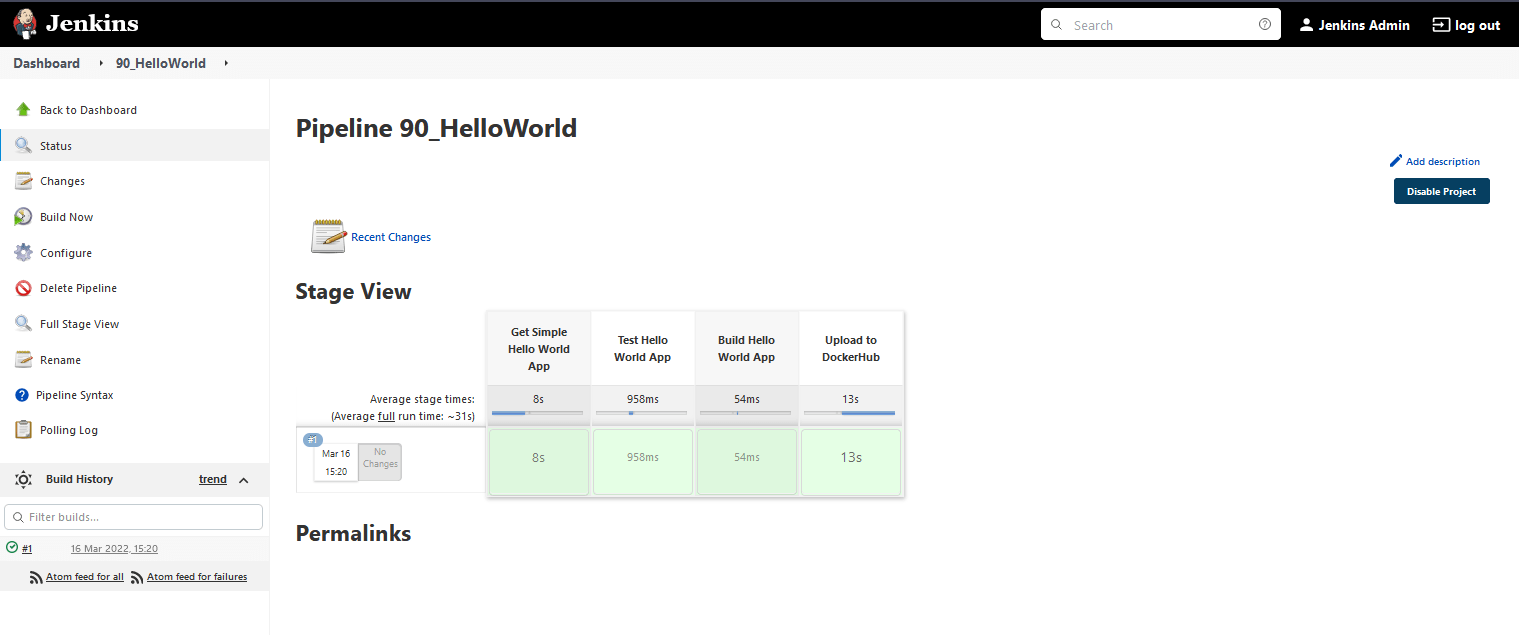 Jenkins
Search
Jenkins Admin
log out
Dashboard
90_HelloWorld
Back to Dashboard
Status
Changes
Build Now
Configure
Delete Pipeline
Full Stage View
Rename
Pipeline Syntax
Polling Log
Build History
trend
Filter builds...
#1
16 Mar 2022, 15:20
Atom feed for all
Atom feed for failures
Pipeline 90_HelloWorld
Add description
Disable Project
Recent Changes
Stage View
Get Simple
Hello World
App
Test Hello
World App
Build Hello
World App
Upload to
DockerHub
Average stage times:
(Average full run time: ~31s)
8s
958ms
54ms
13s
#1
Mar 16
15:20
No
Changes
8s
958ms
54ms
13s
Permalinks